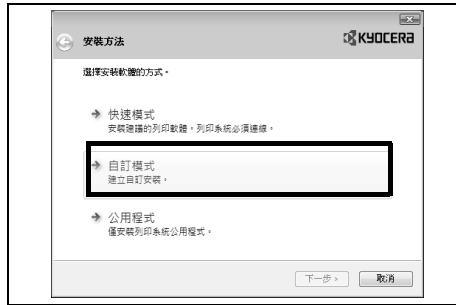 安裝方法
KYOCERA
選擇安裝軟體的方式。
快速模式
安裝建議的列印軟體，列印系統必須連線。
自訂模式
建立自訂安裝。
公用程式
僅安裝列印系統公用程式。
下一步 >
取消